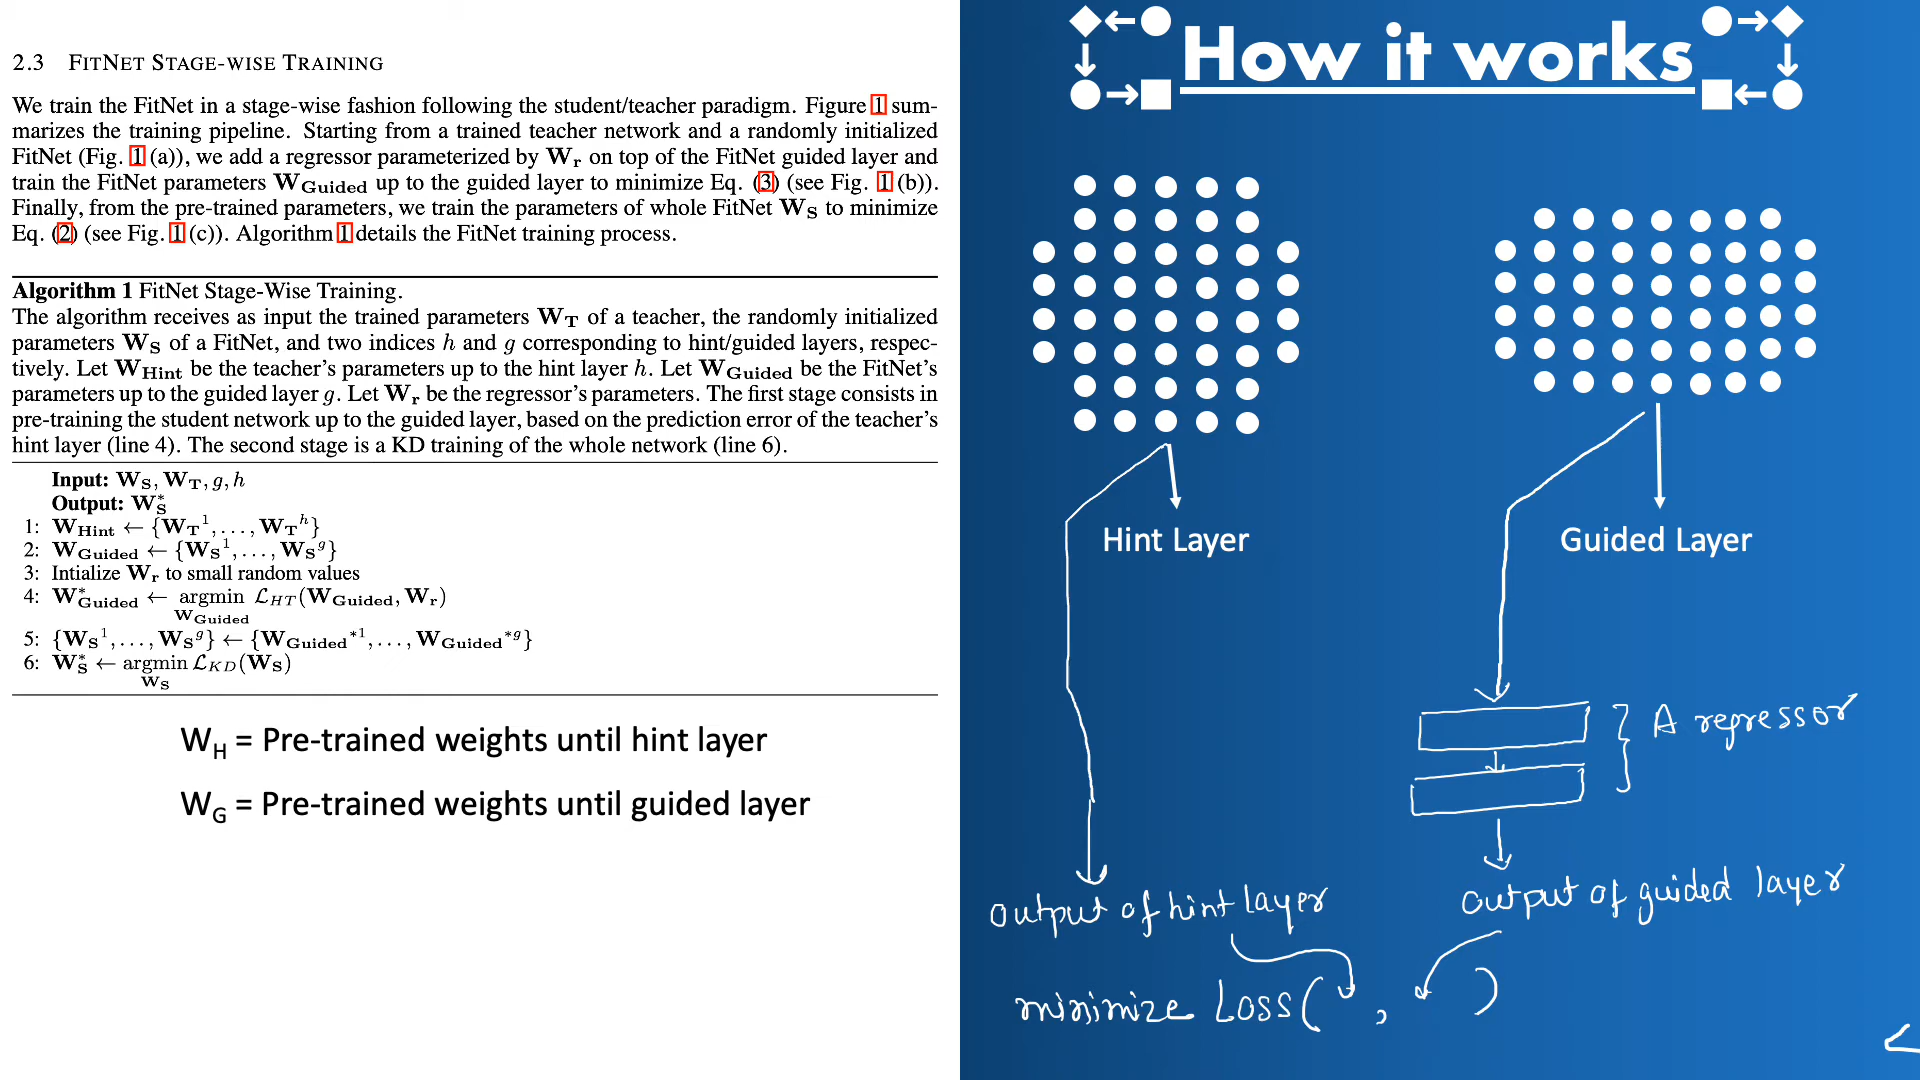 2.3 FITNET STAGE-WISE TRAINING
We train the FitNet in a stage-wise fashion following the student/teacher paradigm. Figure 1 sum-
marizes the training pipeline. Starting from a trained teacher network and a randomly initialized
FitNet (Fig. 1 (a)), we add a regressor parameterized by W_r on top of the FitNet guided layer and
train the FitNet parameters W_Guided up to the guided layer to minimize Eq. (3) (see Fig. 1 (b)).
Finally, from the pre-trained parameters, we train the parameters of whole FitNet W_S to minimize
Eq. (2) (see Fig. 1 (c)). Algorithm 1 details the FitNet training process.
Algorithm 1 FitNet Stage-Wise Training.
The algorithm receives as input the trained parameters W_T of a teacher, the randomly initialized
parameters W_S of a FitNet, and two indices h and g corresponding to hint/guided layers, respec-
tively. Let W_Hint be the teacher's parameters up to the hint layer h. Let W_Guided be the FitNet's
parameters up to the guided layer g. Let W_r be the regressor's parameters. The first stage consists in
pre-training the student network up to the guided layer, based on the prediction error of the teacher's
hint layer (line 4). The second stage is a KD training of the whole network (line 6).
Input: W_S, W_T, g, h
Output: W_S^*
1: W_Hint ← {W_T^1, . . . , W_T^h}
2: W_Guided ← {W_S^1, . . . , W_S^g}
3: Intialize W_r to small random values
4: W_Guided^* ← argmin L_HT(W_Guided, W_r)
W_Guided
5: {W_S^1, . . . , W_S^g} ← {W_Guided^*1, . . . , W_Guided^*g}
6: W_S^* ← argmin L_KD(W_S)
W_S
W_H = Pre-trained weights until hint layer
W_G = Pre-trained weights until guided layer
How it works
Hint Layer
Guided Layer
} A regressor
output of hint layer
output of guided layer
minimize Loss( , )